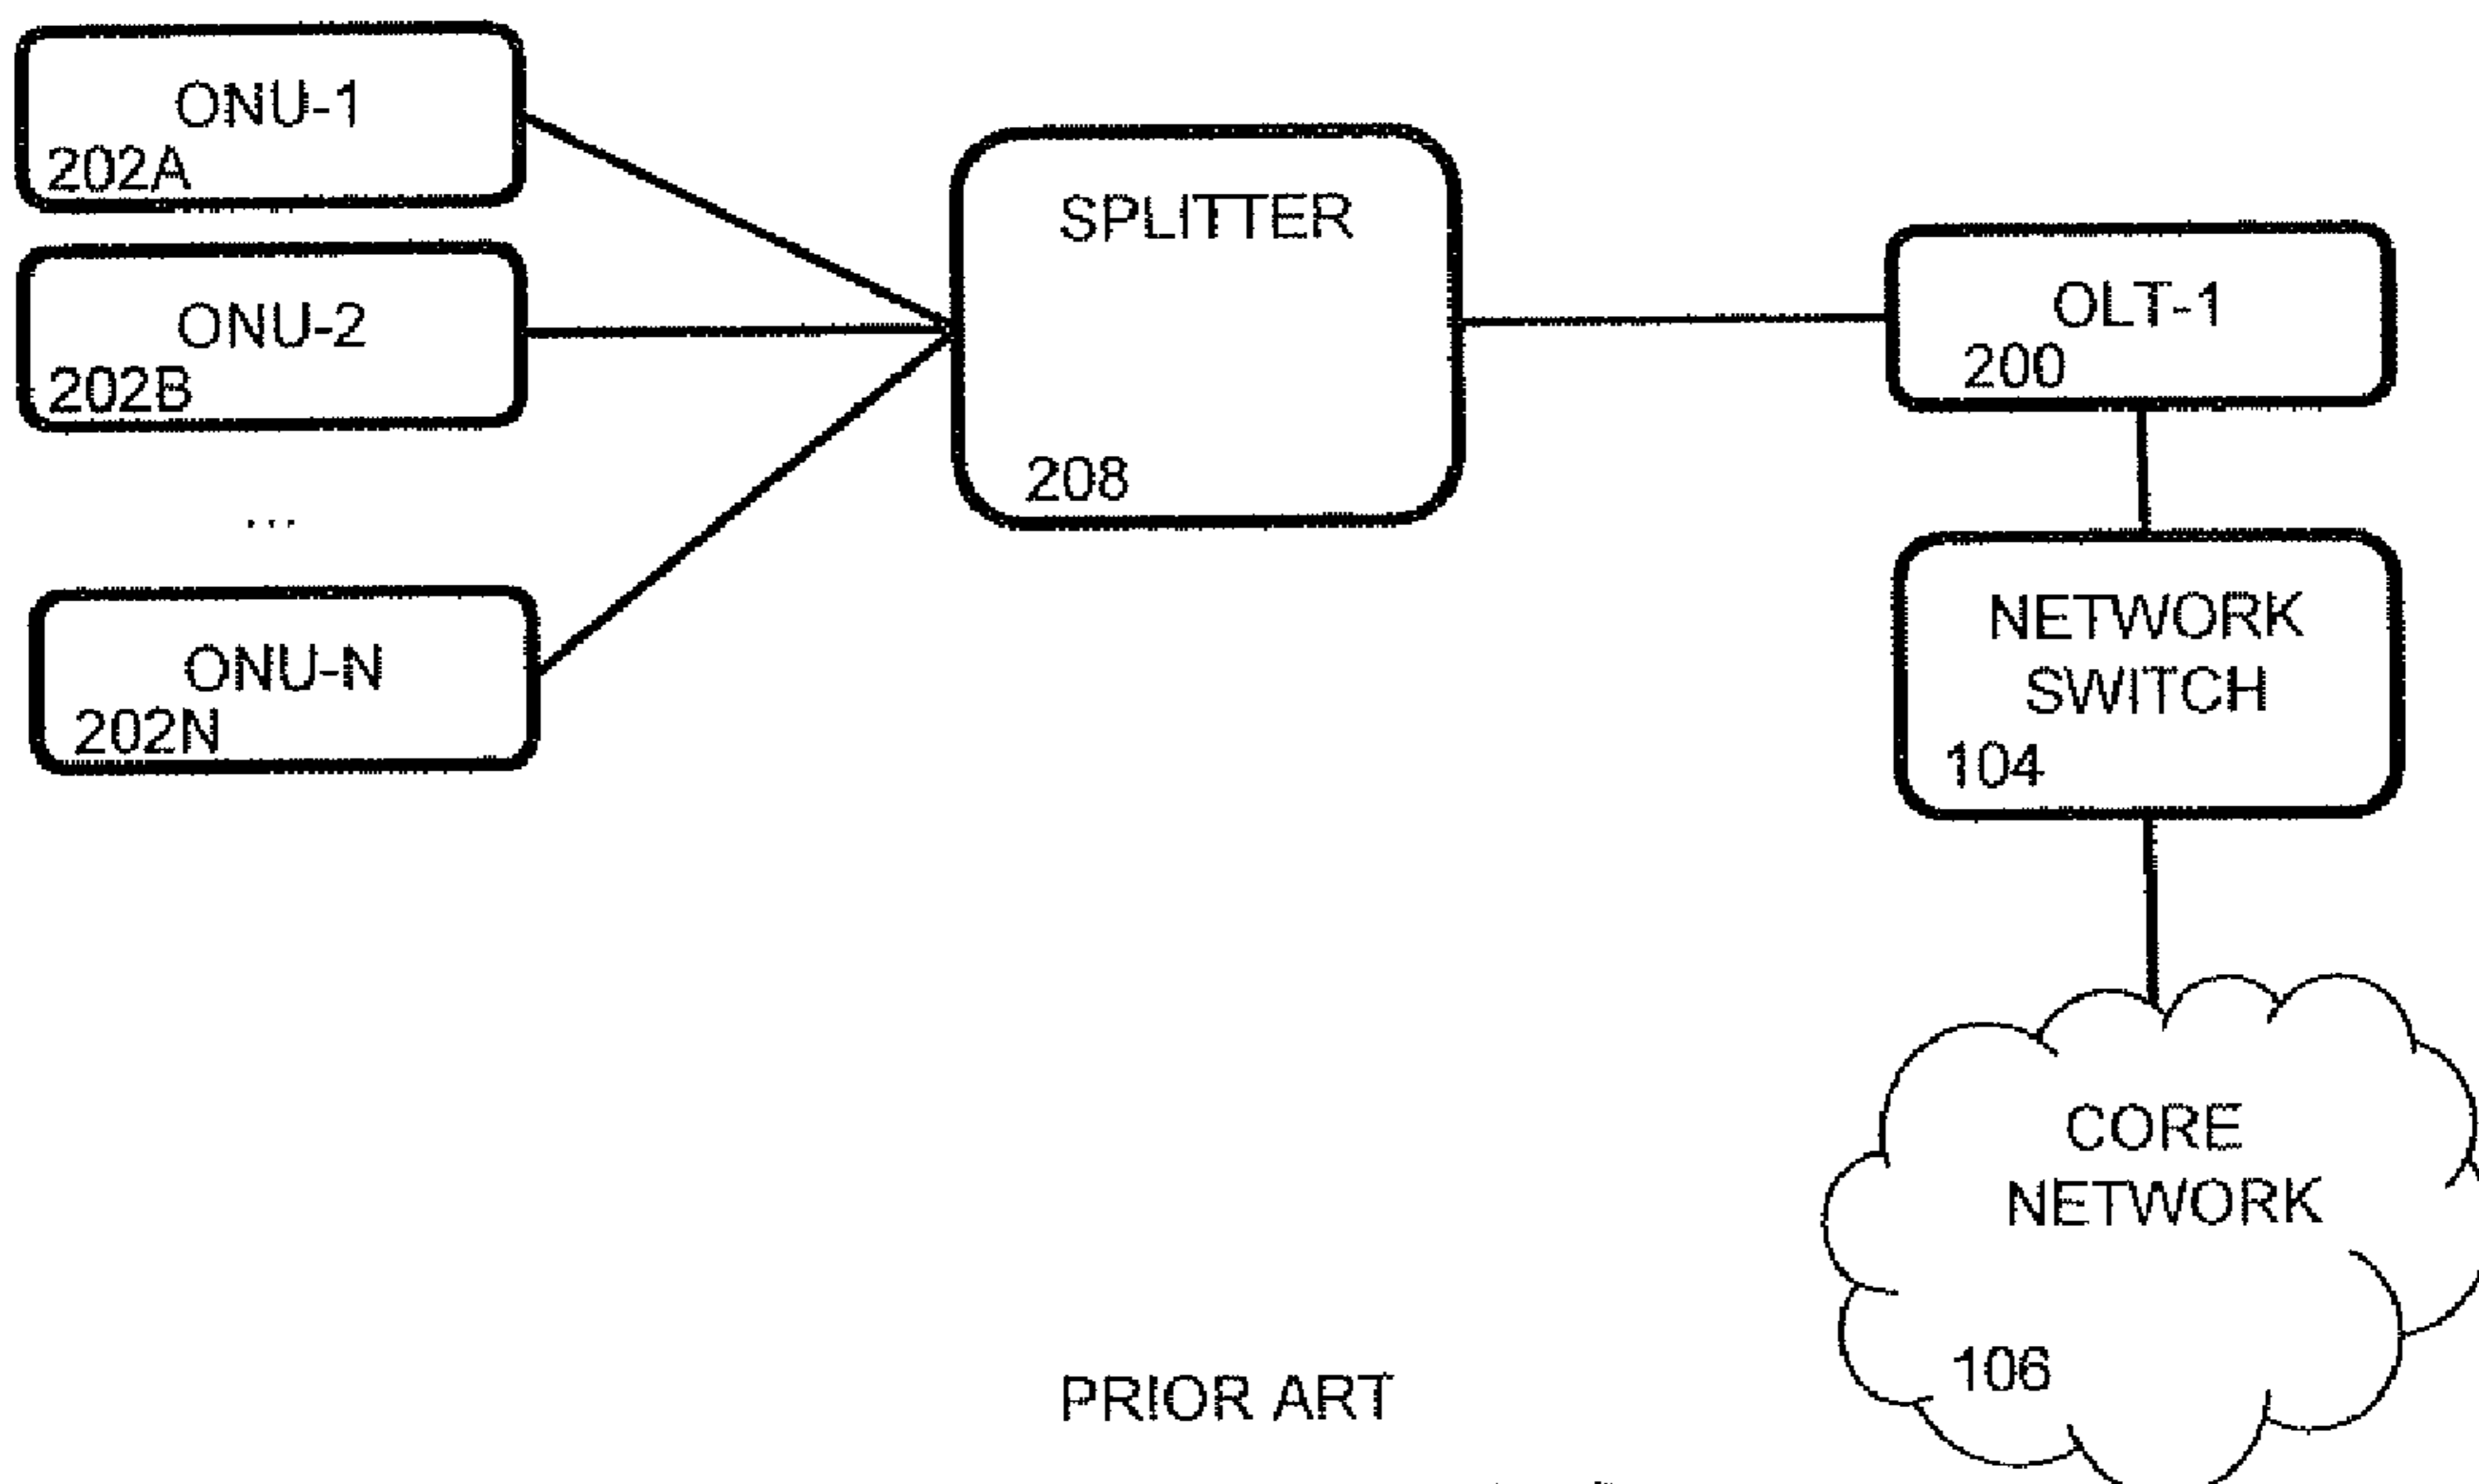 ONU-1
202A
ONU-2
202B
...
ONU-N
202N
SPLITTER
208
OLT-1
200
NETWORK
SWITCH
104
CORE
NETWORK
106
PRIOR ART